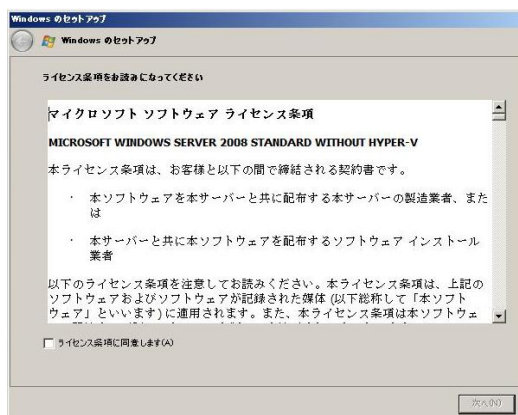 Windows のセットアップ
Windows のセットアップ
ライセンス条項をお読みになってください
マイクロソフト ソフトウェア ライセンス条項
MICROSOFT WINDOWS SERVER 2008 STANDARD WITHOUT HYPER-V
本ライセンス条項は、お客様と以下の間で締結される契約書です。
・ 本ソフトウェアを本サーバーと共に配布する本サーバーの製造業者、また
は
・ 本サーバーと共に本ソフトウェアを配布するソフトウェア インストール
業者
以下のライセンス条項を注意してお読みください。本ライセンス条項は、上記の
ソフトウェアおよびソフトウェアが記録された媒体 (以下総称して「本ソフト
ウェア」といいます) に適用されます。また、本ライセンス条項は本ソフトウェ
ライセンス条項に同意します(A)
次へ(N)